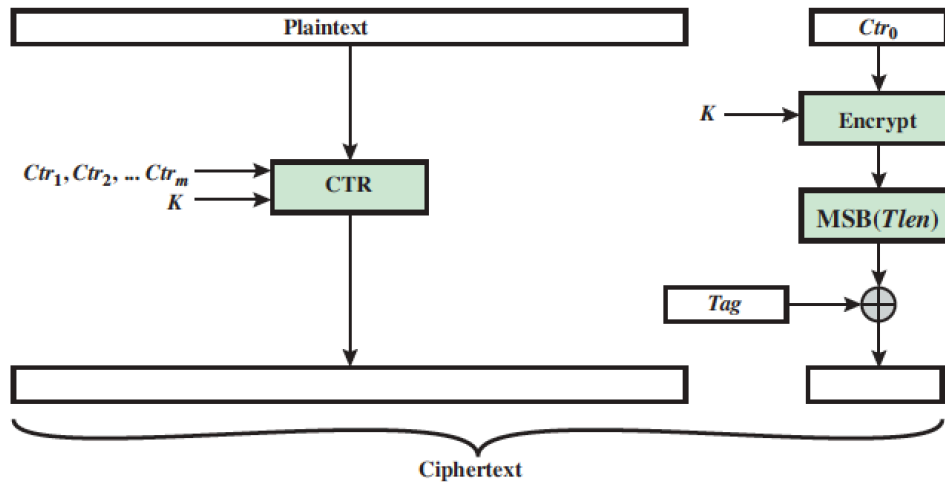 Plaintext
Ctr₀
K
Encrypt
Ctr₁, Ctr₂, ... Ctrₘ
K
CTR
MSB(Tlen)
Tag
Ciphertext